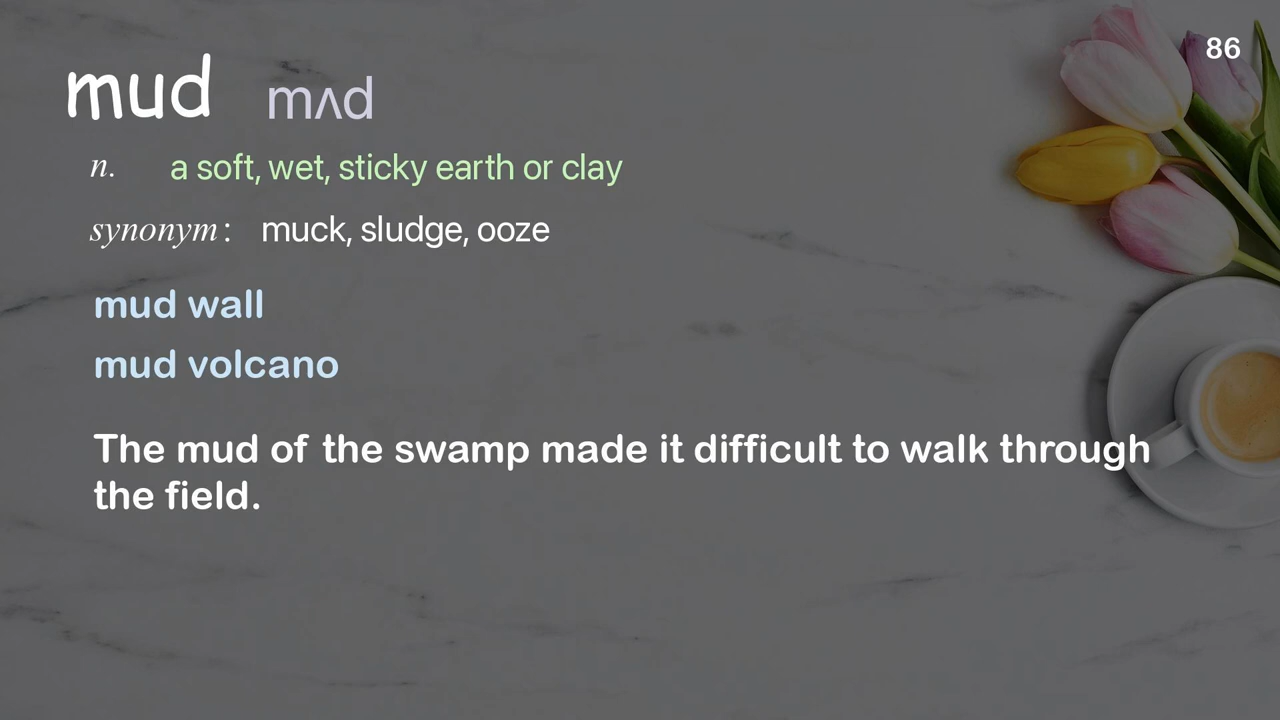 86
mud mʌd
n. a soft, wet, sticky earth or clay
synonym: muck, sludge, ooze
mud wall
mud volcano
The mud of the swamp made it difficult to walk through
the field.